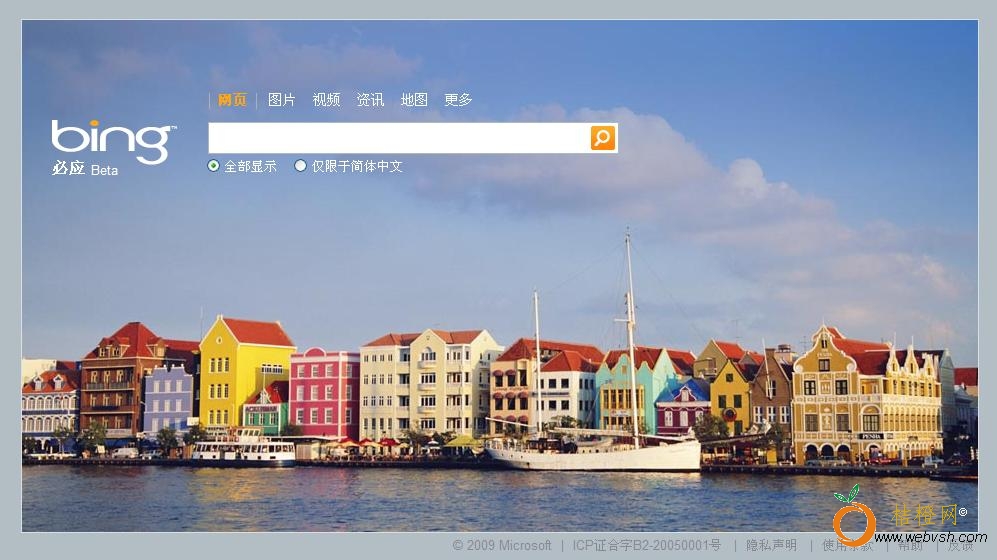 网页 | 图片 视频 资讯 地图 更多
bing™
必应 Beta
全部显示 仅限于简体中文
PENHA
© 2009 Microsoft | ICP证合字B2-20050001号 | 隐私声明 | 使用条款 | 帮助 | 反馈
桂橙网©
www.webvsh.com